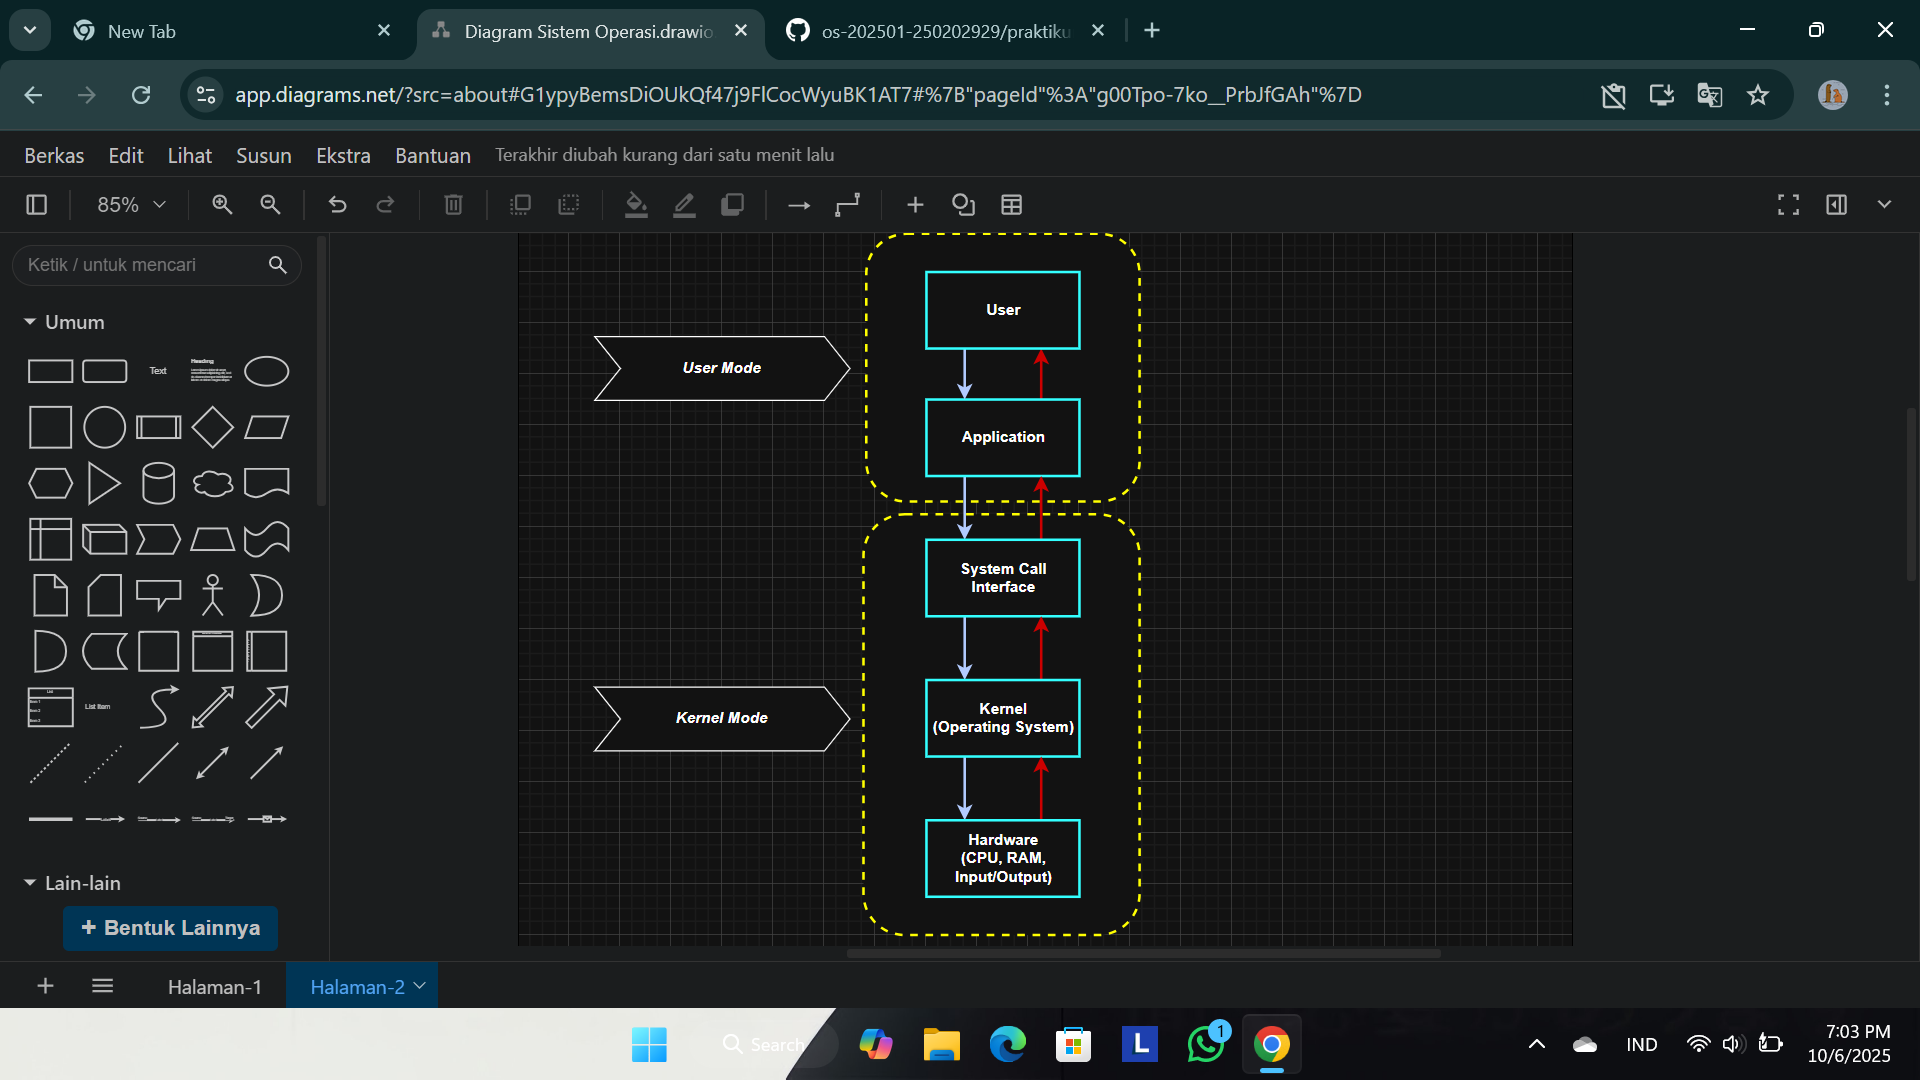 New Tab
Diagram Sistem Operasi.drawio
os-202501-250202929/praktiku
app.diagrams.net/?src=about#G1ypyBemsDiOUkQf47j9FlCocWyuBK1AT7#%7B"pageId"%3A"g00Tpo-7ko__PrbJfGAh"%7D
Berkas Edit Lihat Susun Ekstra Bantuan Terakhir diubah kurang dari satu menit lalu
85%
Ketik / untuk mencari
Umum
Text
Heading
List
List Item
Lain-lain
+ Bentuk Lainnya
User Mode
Kernel Mode
User
Application
System Call
Interface
Kernel
(Operating System)
Hardware
(CPU, RAM,
Input/Output)
Halaman-1
Halaman-2
Search
L
1
IND
7:03 PM
10/6/2025